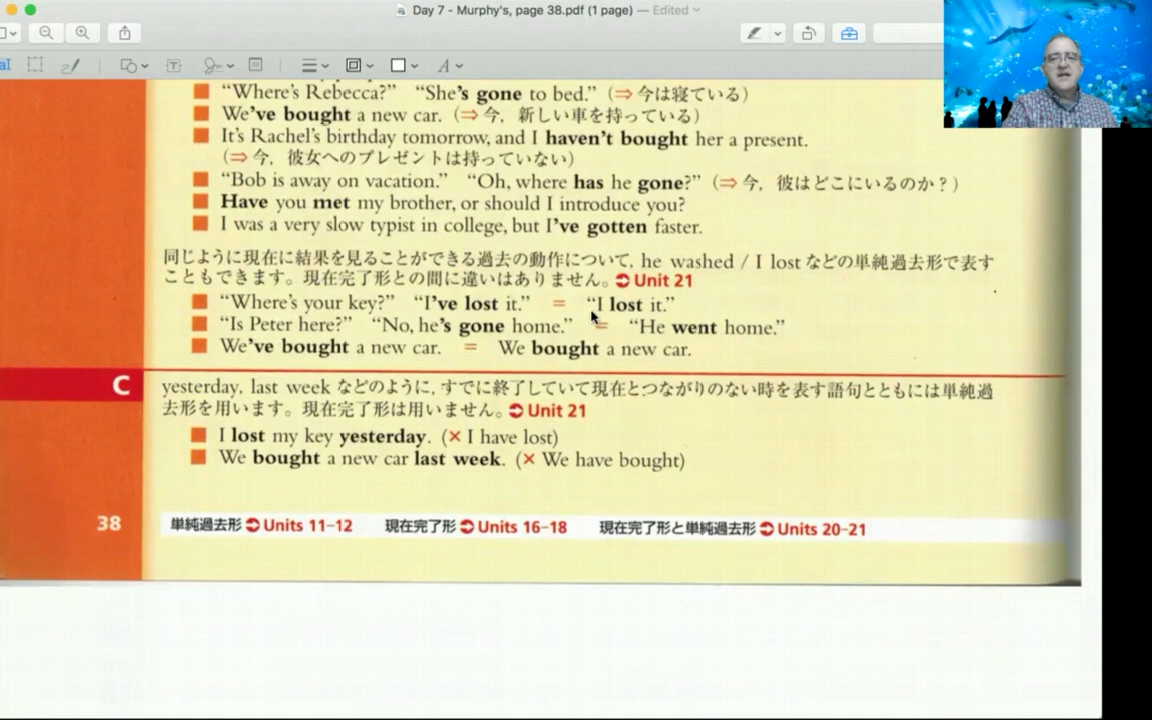 Day 7 - Murphy's, page 38.pdf (1 page) — Edited
"Where's Rebecca?" "She's gone to bed." (⇒ 今は寝ている)
We've bought a new car. (⇒ 今，新しい車を持っている)
It's Rachel's birthday tomorrow, and I haven't bought her a present.
(⇒ 今，彼女へのプレゼントは持っていない)
"Bob is away on vacation." "Oh, where has he gone?" (⇒ 今，彼はどこにいるのか？)
Have you met my brother, or should I introduce you?
I was a very slow typist in college, but I've gotten faster.
同じように現在に結果を見ることができる過去の動作について, he washed / I lost などの単純過去形で表す
こともできます。現在完了形との間に違いはありません。 Unit 21
"Where's your key?" "I've lost it." = "I lost it."
"Is Peter here?" "No, he's gone home." = "He went home."
We've bought a new car. = We bought a new car.
C
yesterday, last week などのように, すでに終了していて現在とつながりのない時を表す語句とともには単純過
去形を用います。現在完了形は用いません。 Unit 21
I lost my key yesterday. (× I have lost)
We bought a new car last week. (× We have bought)
38 単純過去形 Units 11–12 現在完了形 Units 16–18 現在完了形と単純過去形 Units 20–21